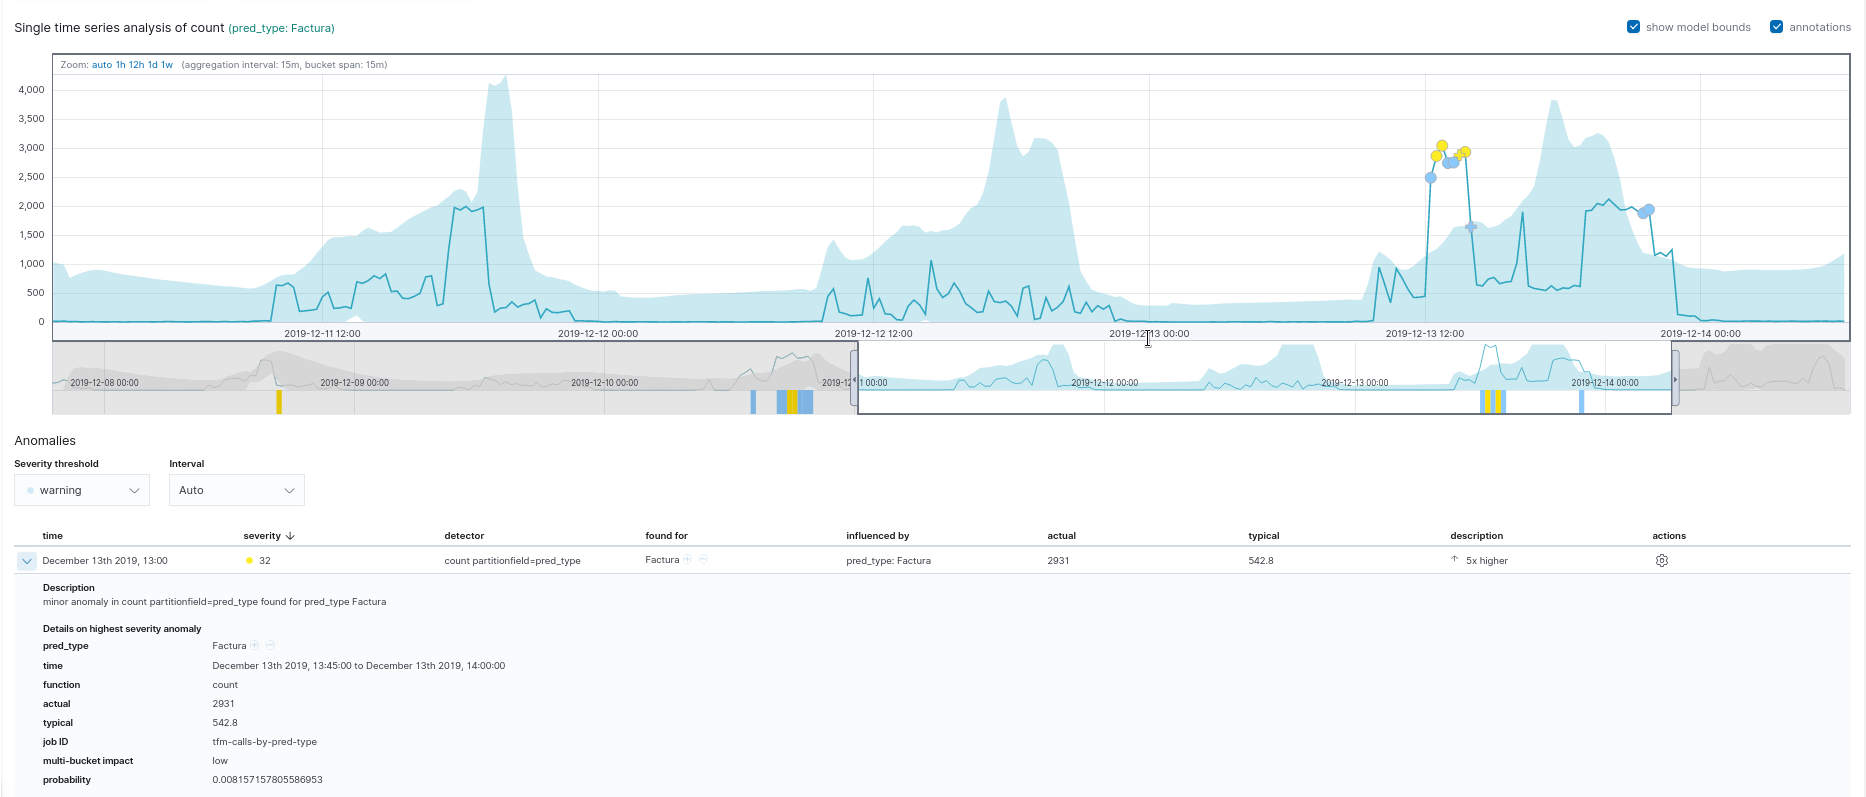 Single time series analysis of count (pred_type: Factura)
show model bounds
annotations
Zoom: auto 1h 12h 1d 1w (aggregation interval: 15m, bucket span: 15m)
4,000
3,500
3,000
2,500
2,000
1,500
1,000
500
0
2019-12-11 12:00
2019-12-12 00:00
2019-12-12 12:00
2019-12-13 00:00
2019-12-13 12:00
2019-12-14 00:00
2019-12-08 00:00
2019-12-09 00:00
2019-12-10 00:00
2019-12-11 00:00
2019-12-12 00:00
2019-12-13 00:00
2019-12-14 00:00
Anomalies
Severity threshold
Interval
warning
Auto
time severity detector found for influenced by actual typical description actions
December 13th 2019, 13:00 32 count partitionfield=pred_type Factura pred_type: Factura 2931 542.8 5x higher
Description
minor anomaly in count partitionfield=pred_type found for pred_type Factura
Details on highest severity anomaly
pred_type Factura
time December 13th 2019, 13:45:00 to December 13th 2019, 14:00:00
function count
actual 2931
typical 542.8
job ID tfm-calls-by-pred-type
multi-bucket impact low
probability 0.008157157805586953